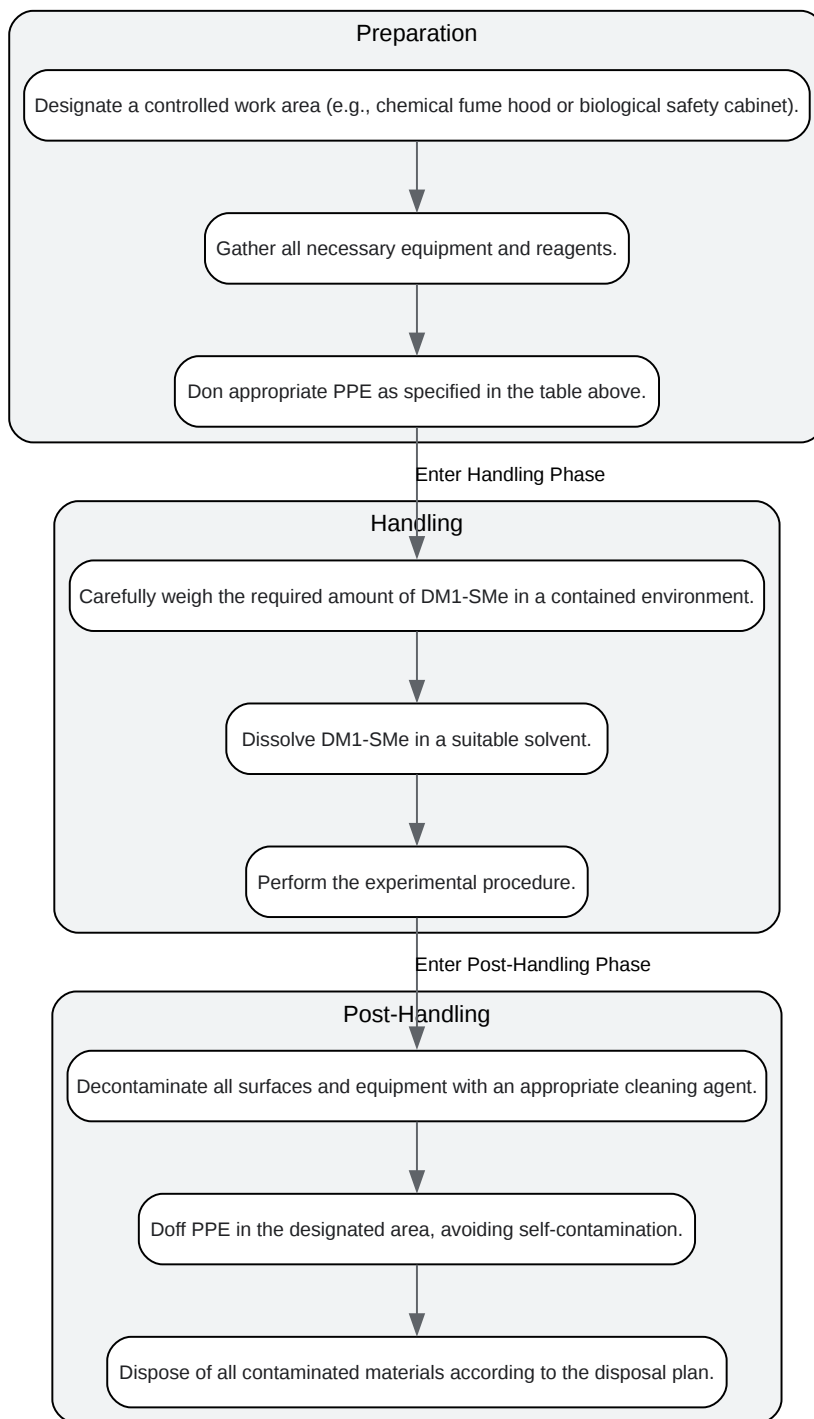 Preparation
Designate a controlled work area (e.g., chemical fume hood or biological safety cabinet).
Gather all necessary equipment and reagents.
Don appropriate PPE as specified in the table above.
Enter Handling Phase
Handling
Carefully weigh the required amount of DM1-SMe in a contained environment.
Dissolve DM1-SMe in a suitable solvent.
Perform the experimental procedure.
Enter Post-Handling Phase
Post-Handling
Decontaminate all surfaces and equipment with an appropriate cleaning agent.
Doff PPE in the designated area, avoiding self-contamination.
Dispose of all contaminated materials according to the disposal plan.